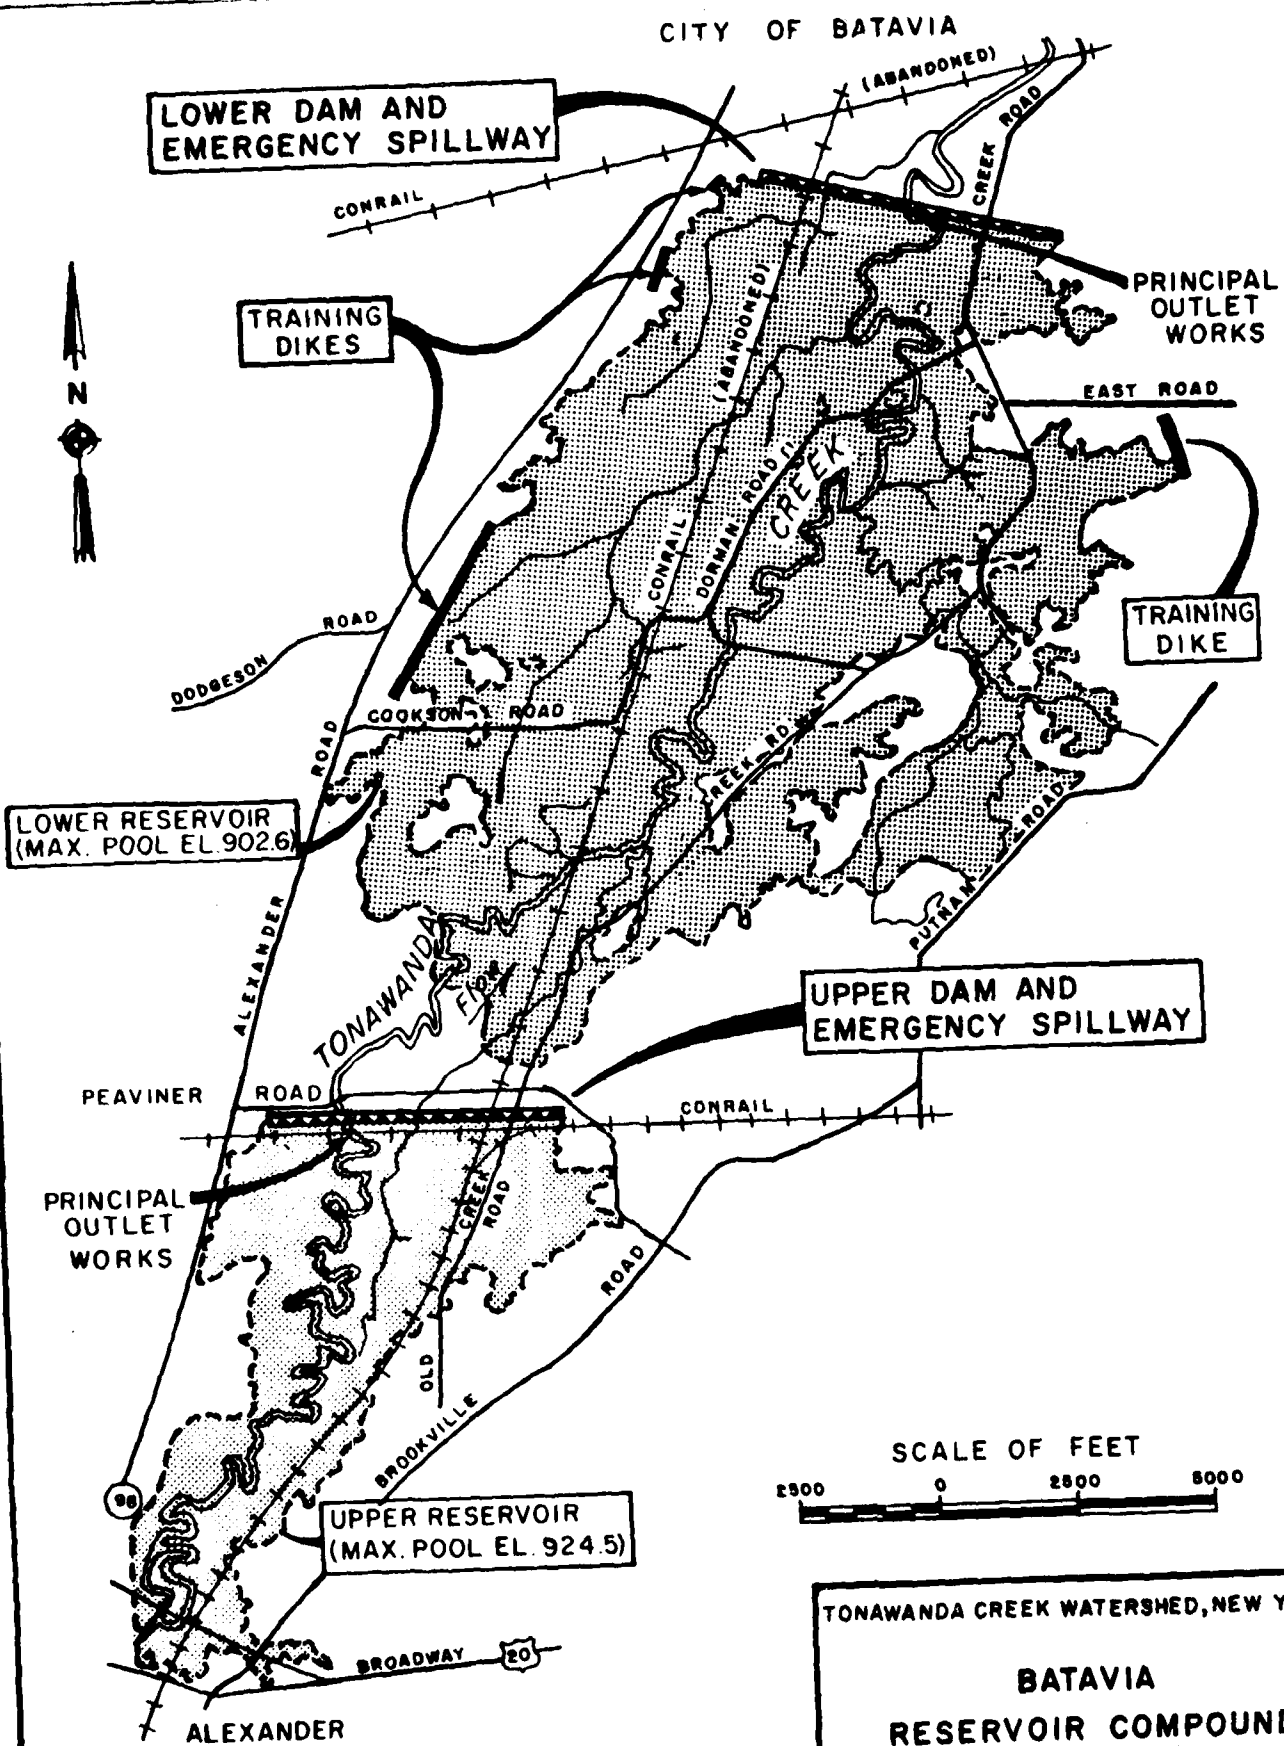 CITY OF BATAVIA
(ABANDONED)
LOWER DAM AND
EMERGENCY SPILLWAY
CONRAIL
CREEK ROAD
PRINCIPAL
OUTLET
WORKS
TRAINING
DIKES
N
(ABANDONED)
CONRAIL
DORMAN ROAD
EAST ROAD
CREEK
TRAINING
DIKE
DODGESON ROAD
COOKSON ROAD
ROAD
CREEK RD
LOWER RESERVOIR
(MAX. POOL EL. 902.6)
PUTNAM ROAD
ALEXANDER
TONAWANDA
FLOW
UPPER DAM AND
EMERGENCY SPILLWAY
PEAVINER ROAD
CONRAIL
PRINCIPAL
OUTLET
WORKS
CREEK
ROAD
OLD
ROAD
BROOKVILLE
98
UPPER RESERVOIR
(MAX. POOL EL. 924.5)
SCALE OF FEET
2500 0 2500 5000
BROADWAY 20
ALEXANDER
TONAWANDA CREEK WATERSHED, NEW Y
BATAVIA
RESERVOIR COMPOUND